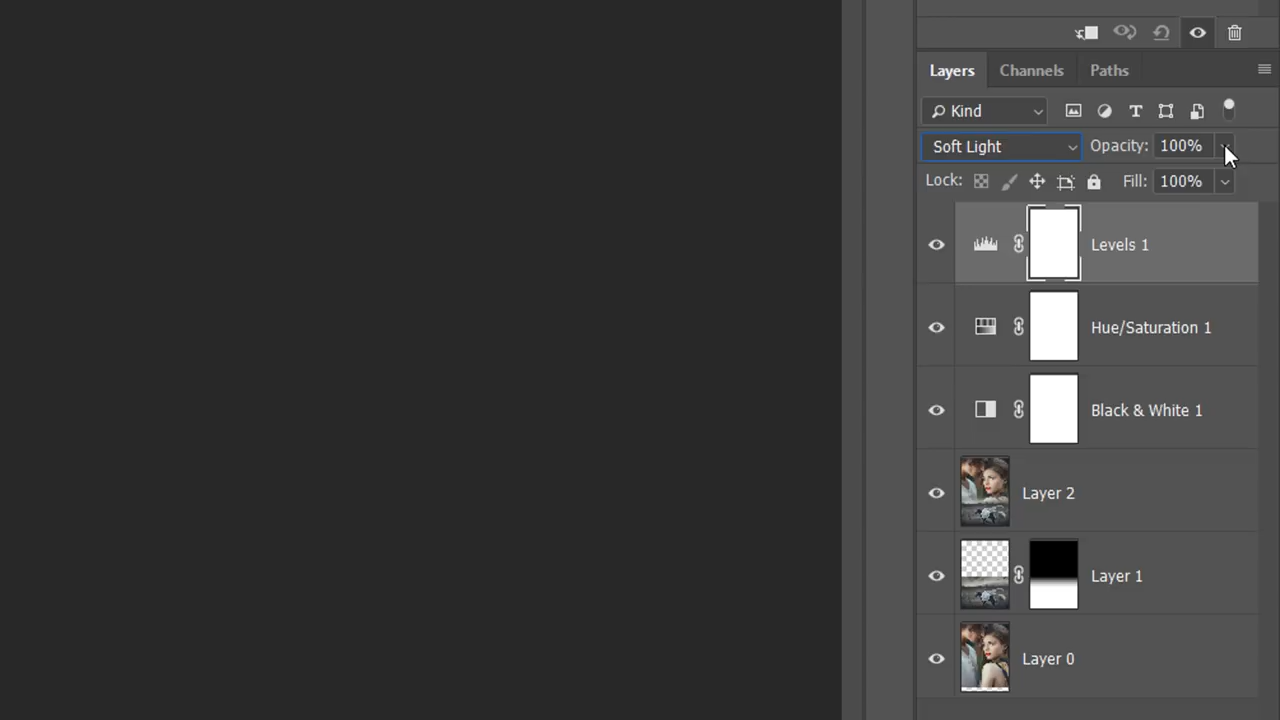 Layers Channels Paths
Kind
Soft Light Opacity: 100%
Lock: Fill: 100%
Levels 1
Hue/Saturation 1
Black & White 1
Layer 2
Layer 1
Layer 0